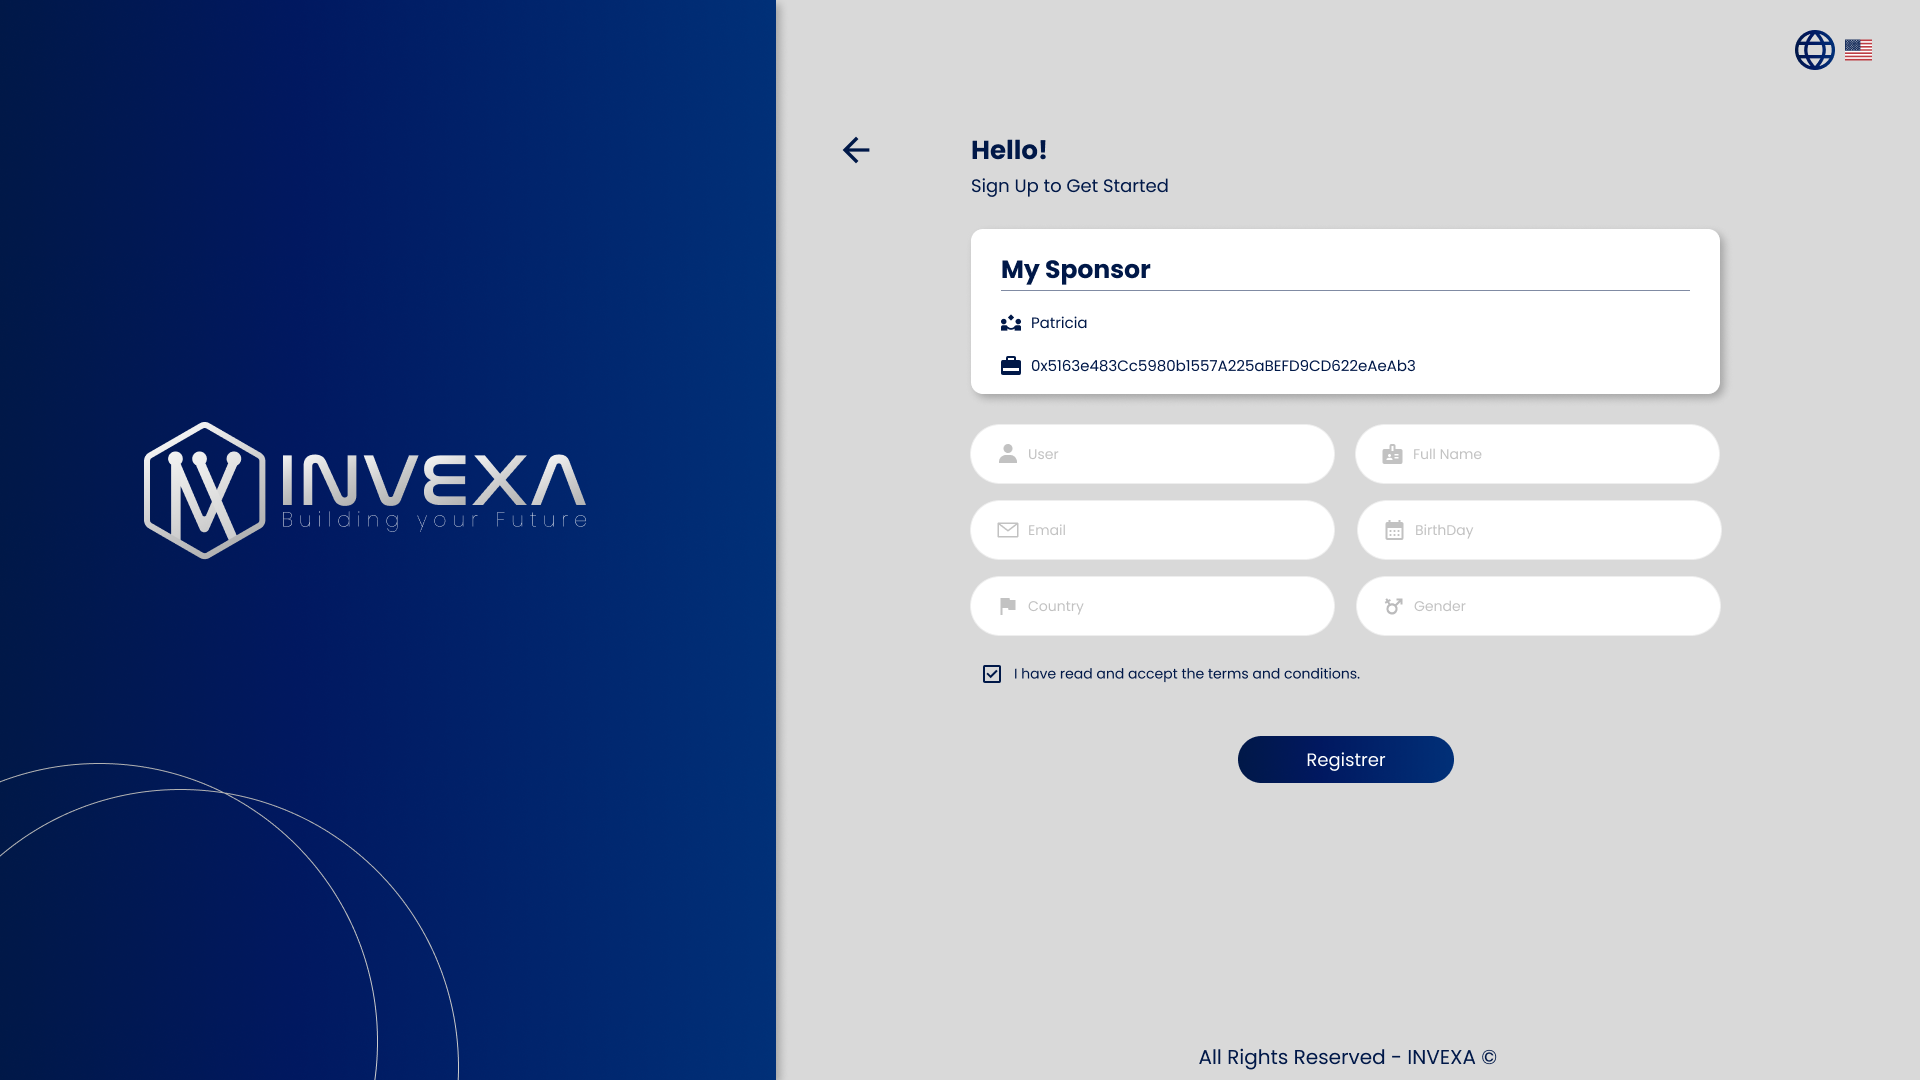 INVEXA
Building your Future
Hello!
Sign Up to Get Started
My Sponsor
Patricia
0x5163e483Cc5980b1557A225aBEFD9CD622eAeAb3
User
Full Name
Email
BirthDay
Country
Gender
I have read and accept the terms and conditions.
Registrer
All Rights Reserved - INVEXA ©